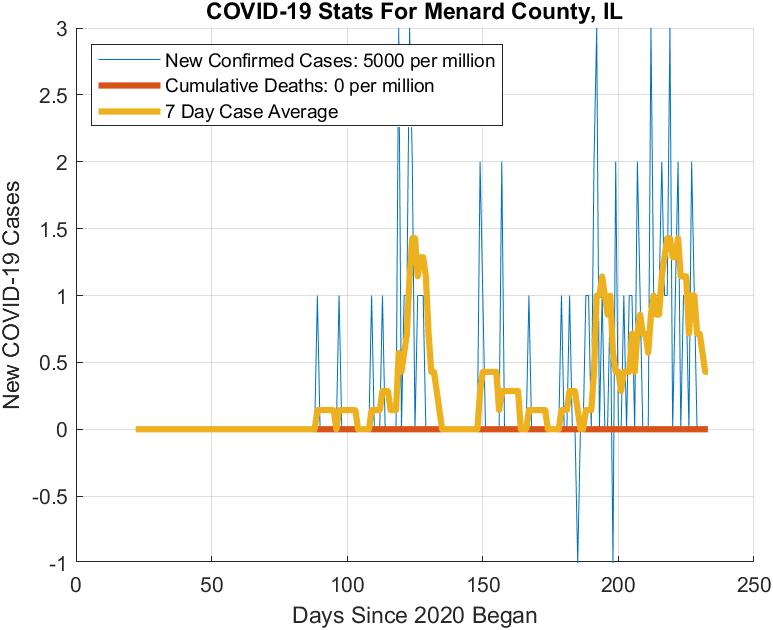 COVID-19 Stats For Menard County, IL
New Confirmed Cases: 5000 per million
Cumulative Deaths: 0 per million
7 Day Case Average
New COVID-19 Cases
3
2.5
2
1.5
1
0.5
0
-0.5
-1
0 50 100 150 200 250
Days Since 2020 Began